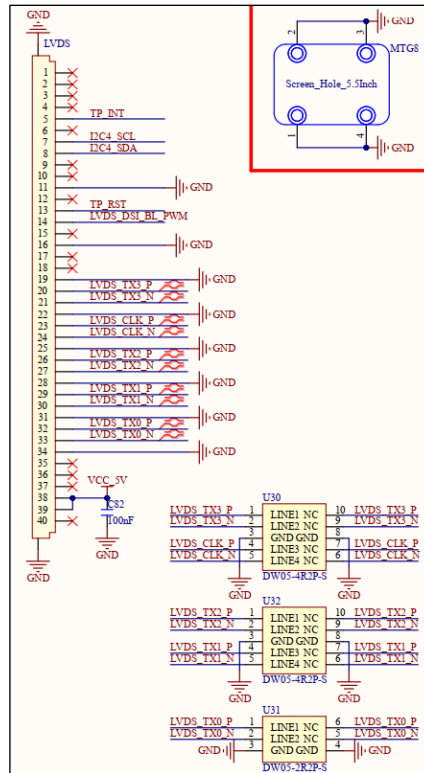 GND
LVDS
1
2
3
4
5 TP_INT
6
7 I2C4_SCL
8 I2C4_SDA
9
10
11 GND
12
13 TP_RST
14 LVDS_DSI_BL_PWM
15
16 GND
17
18
19 GND
20 LVDS_TX3_P
21 LVDS_TX3_N
22 GND
23 LVDS_CLK_P
24 LVDS_CLK_N
25 GND
26 LVDS_TX2_P
27 LVDS_TX2_N
28 GND
29 LVDS_TX1_P
30 LVDS_TX1_N
31 GND
32 LVDS_TX0_P
33 LVDS_TX0_N
34 GND
35
36
37 VCC_5V
38
39 C82
40 100nF
GND GND
2 3 GND
MTG8
Screen_Hole_5.5Inch
1 4
GND
U30
LVDS_TX3_P 1 LINE1 NC 10 LVDS_TX3_P
LVDS_TX3_N 2 LINE2 NC 9 LVDS_TX3_N
3 GND GND 8
LVDS_CLK_P 4 LINE3 NC 7 LVDS_CLK_P
LVDS_CLK_N 5 LINE4 NC 6 LVDS_CLK_N
GND DW05-4R2P-S GND
U32
LVDS_TX2_P 1 LINE1 NC 10 LVDS_TX2_P
LVDS_TX2_N 2 LINE2 NC 9 LVDS_TX2_N
3 GND GND 8
LVDS_TX1_P 4 LINE3 NC 7 LVDS_TX1_P
LVDS_TX1_N 5 LINE4 NC 6 LVDS_TX1_N
GND DW05-4R2P-S GND
U31
LVDS_TX0_P 1 LINE1 NC 6 LVDS_TX0_P
LVDS_TX0_N 2 LINE2 NC 5 LVDS_TX0_N
GND 3 GND GND 4 GND
DW05-2R2P-S